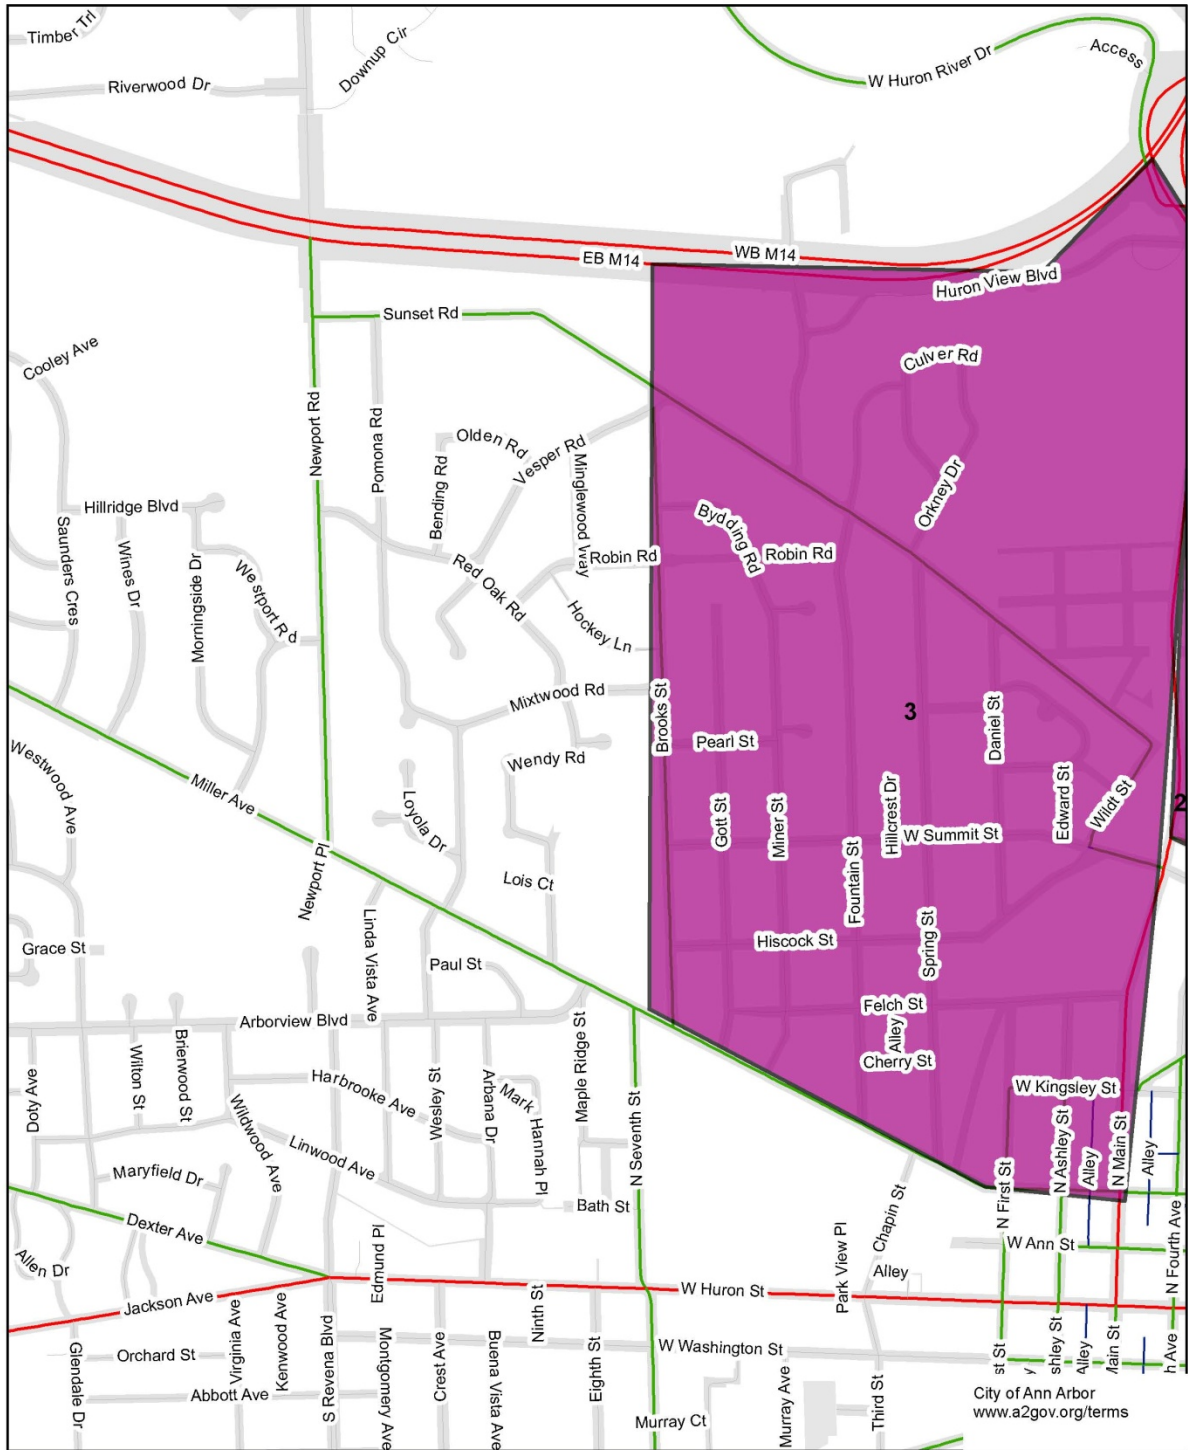 Timber Trl
Downup Cir
Riverwood Dr
W Huron River Dr
Access
EB M14
WB M14
Huron View Blvd
Sunset Rd
Cooley Ave
Newport Rd
Pomona Rd
Culver Rd
Olden Rd
Bending Rd
Vesper Rd
Minglewood Way
Orkney Dr
Hillridge Blvd
Saunders Cres
Wines Dr
Morningside Dr
Westport Rd
Red Oak Rd
Robin Rd
Bydding Rd
Robin Rd
Hockey Ln
Mixtwood Rd
Brooks St
3
Daniel St
Pearl St
Wendy Rd
Westwood Ave
Miller Ave
Loyola Dr
Gott St
Miner St
Hillcrest Dr
W Summit St
Edward St
Wildt St
2
Newport Pl
Lois Ct
Fountain St
Linda Vista Ave
Grace St
Paul St
Hiscock St
Spring St
Arborview Blvd
Maple Ridge St
Felch St
Alley
Cherry St
Doty Ave
Wilton St
Brierwood St
Harbrooke Ave
Wesley St
Arbana Dr
Mark Hannah Pl
N Seventh St
W Kingsley St
Wildwood Ave
Linwood Ave
N Ashley St
Alley
N Main St
Alley
Maryfield Dr
Bath St
N First St
Chapin St
Dexter Ave
Edmund Pl
Park View Pl
W Ann St
N Fourth Ave
Allen Dr
Alley
Jackson Ave
W Huron St
Virginia Ave
Kenwood Ave
S Revena Blvd
Ninth St
Glendale Dr
Orchard St
Montgomery Ave
Crest Ave
Buena Vista Ave
Eighth St
W Washington St
st St
shley St
Alley
Main St
h Ave
Abbott Ave
Murray Ct
Murray Ave
Third St
City of Ann Arbor
www.a2gov.org/terms